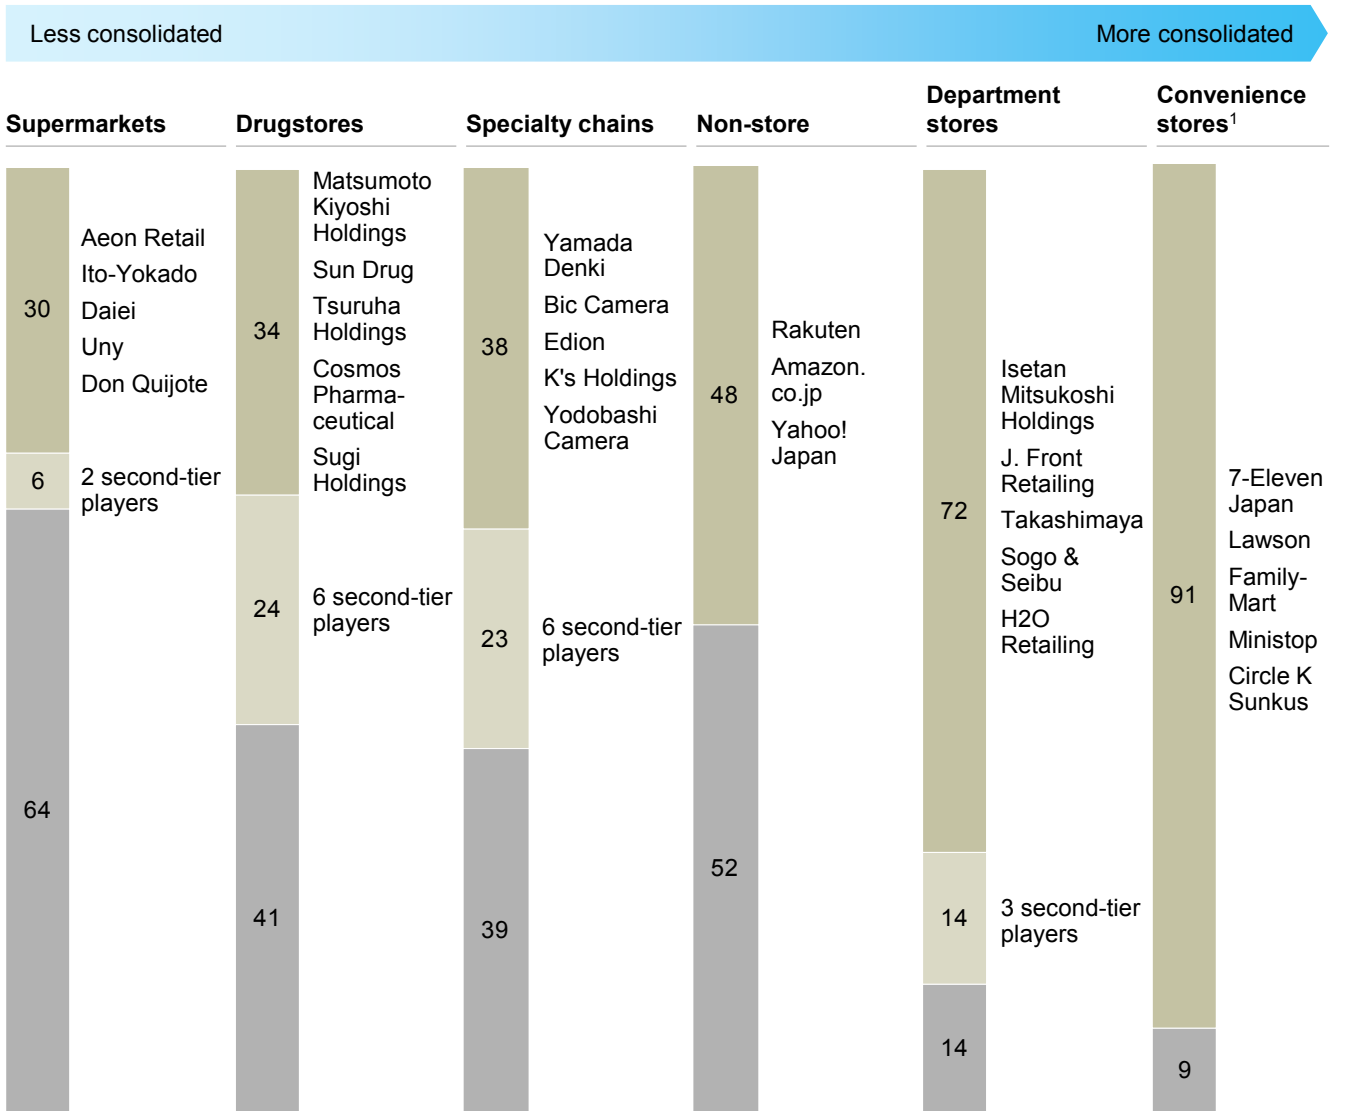 Less consolidated
More consolidated
Supermarkets
Drugstores
Specialty chains
Non-store
Department
stores
Convenience
stores¹
30
Aeon Retail
Ito-Yokado
Daiei
Uny
Don Quijote
6
2 second-tier
players
64
34
Matsumoto
Kiyoshi
Holdings
Sun Drug
Tsuruha
Holdings
Cosmos
Pharma-
ceutical
Sugi
Holdings
24
6 second-tier
players
41
38
Yamada
Denki
Bic Camera
Edion
K's Holdings
Yodobashi
Camera
23
6 second-tier
players
39
48
Rakuten
Amazon.
co.jp
Yahoo!
Japan
52
72
Isetan
Mitsukoshi
Holdings
J. Front
Retailing
Takashimaya
Sogo &
Seibu
H2O
Retailing
14
3 second-tier
players
14
91
7-Eleven
Japan
Lawson
Family-
Mart
Ministop
Circle K
Sunkus
9